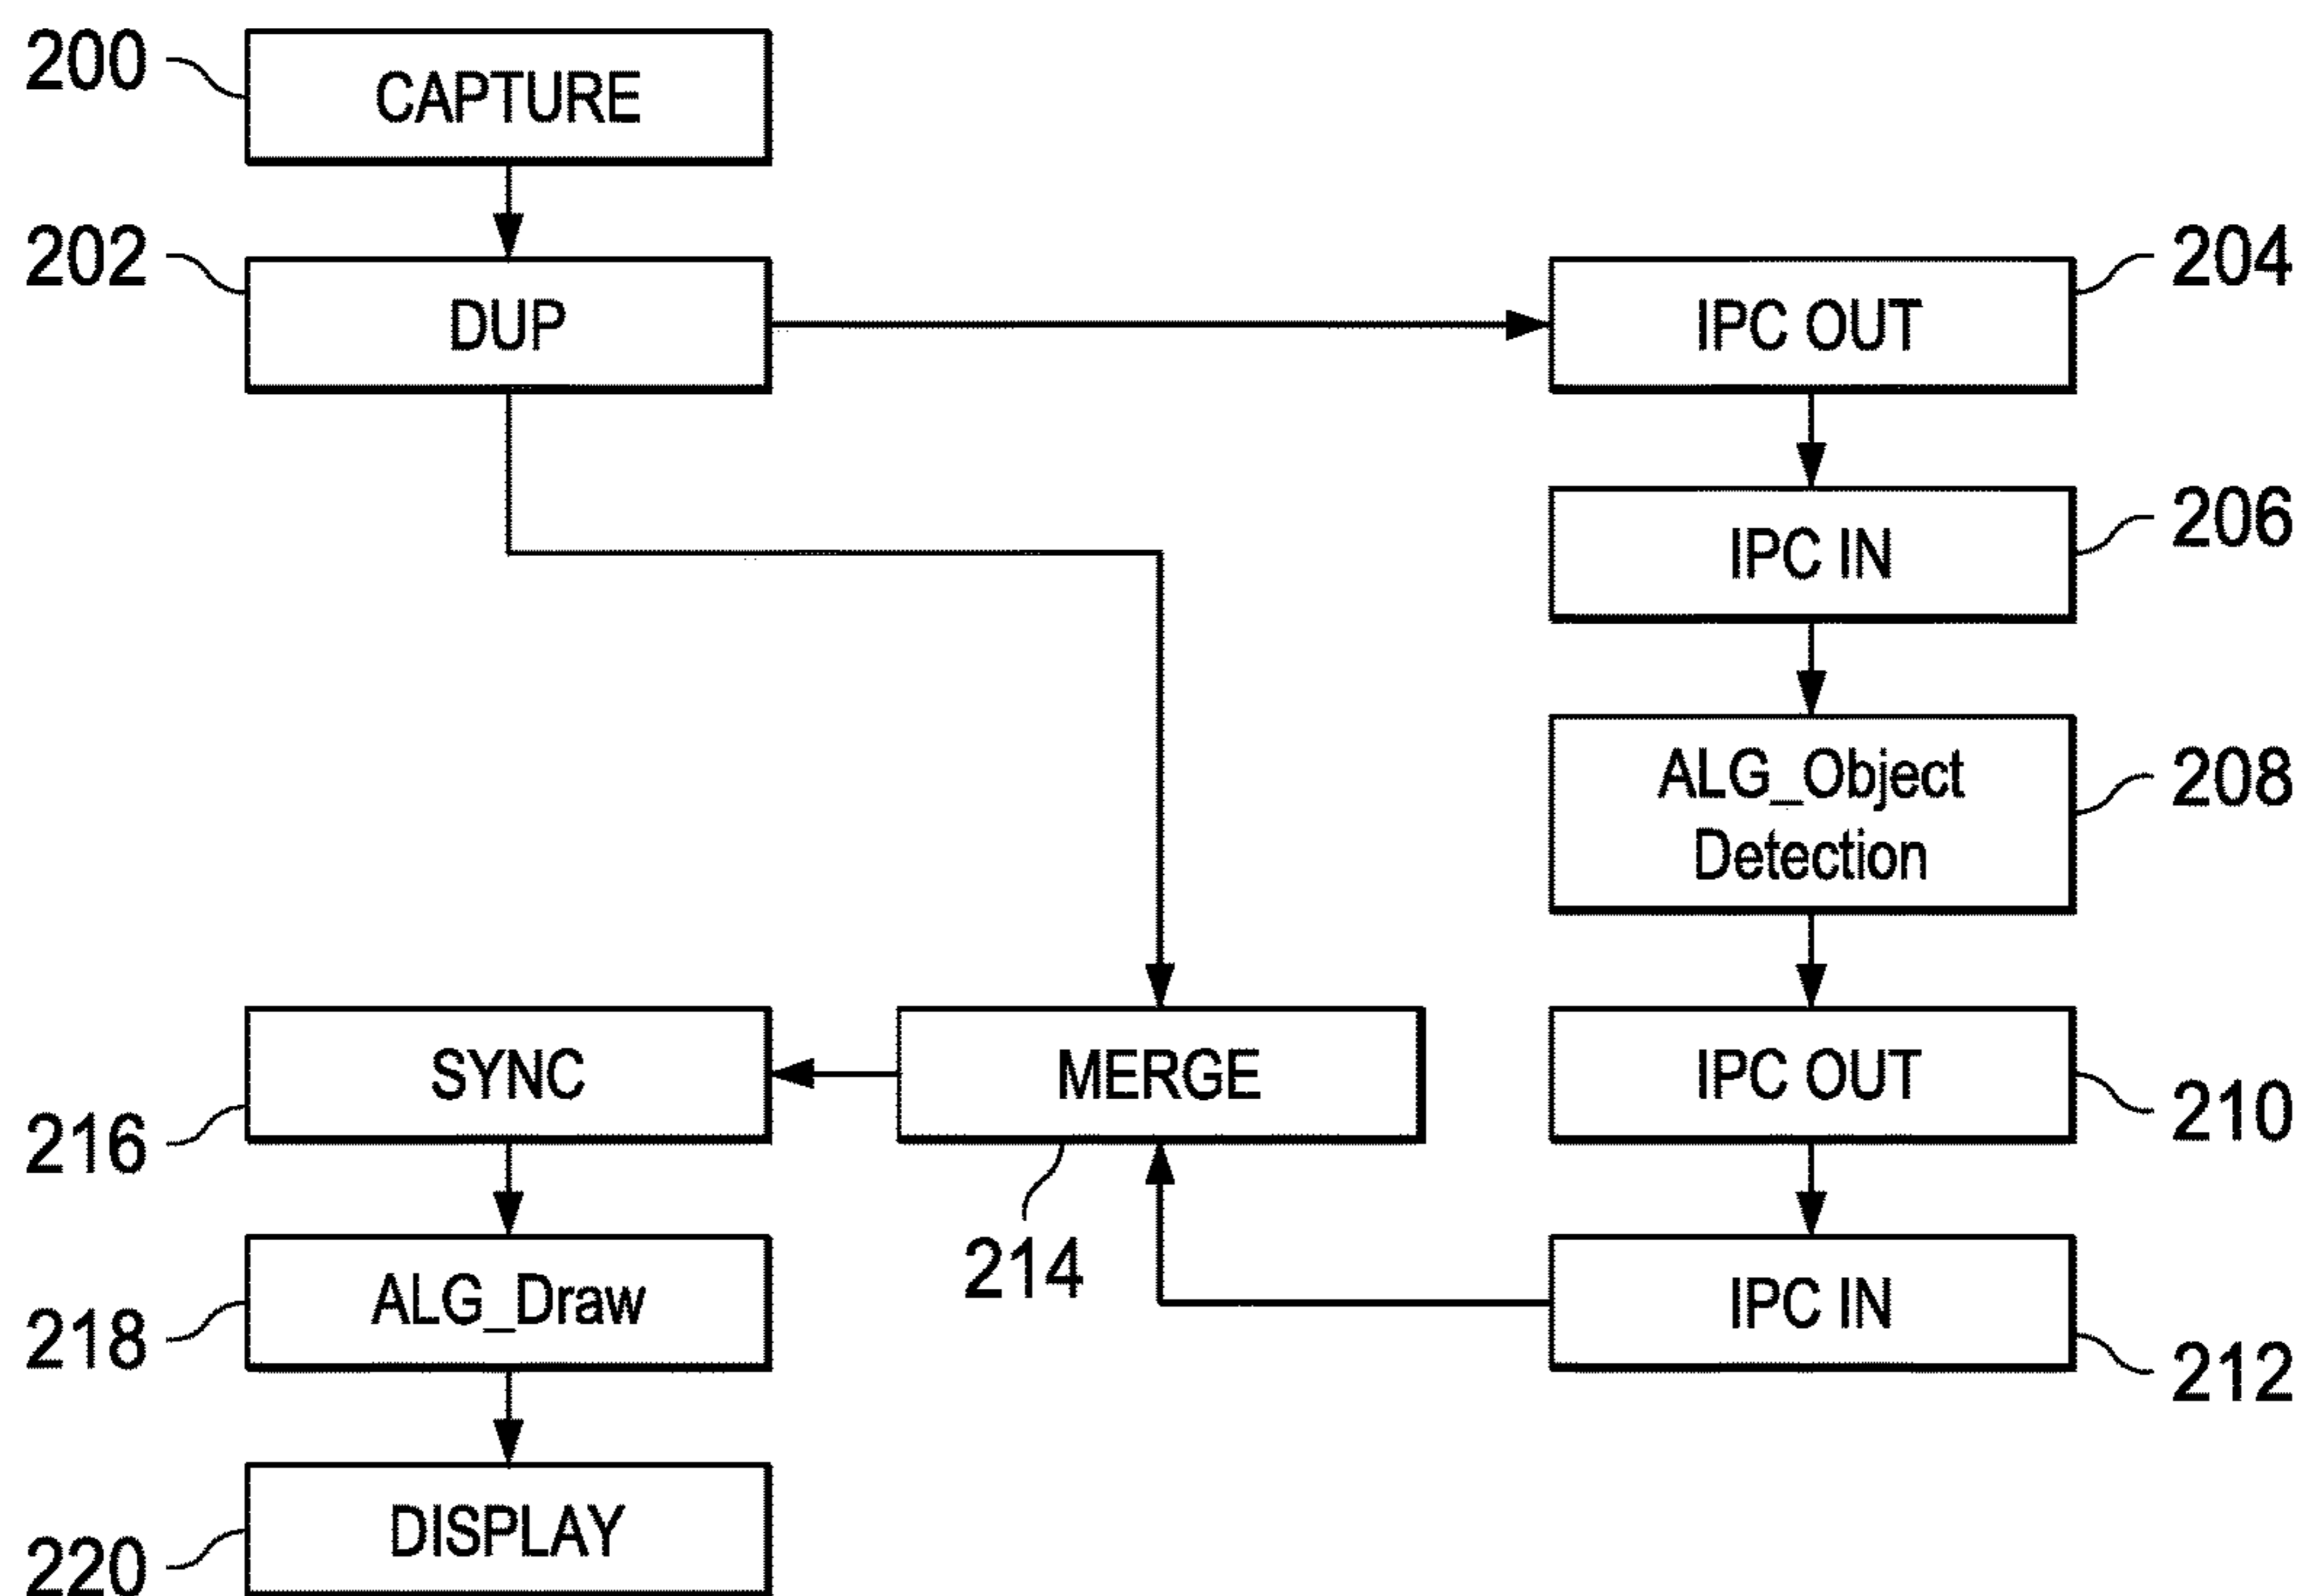 200
CAPTURE
202
DUP
IPC OUT
204
IPC IN
206
ALG_Object
Detection
208
SYNC
216
MERGE
214
IPC OUT
210
ALG_Draw
218
IPC IN
212
DISPLAY
220